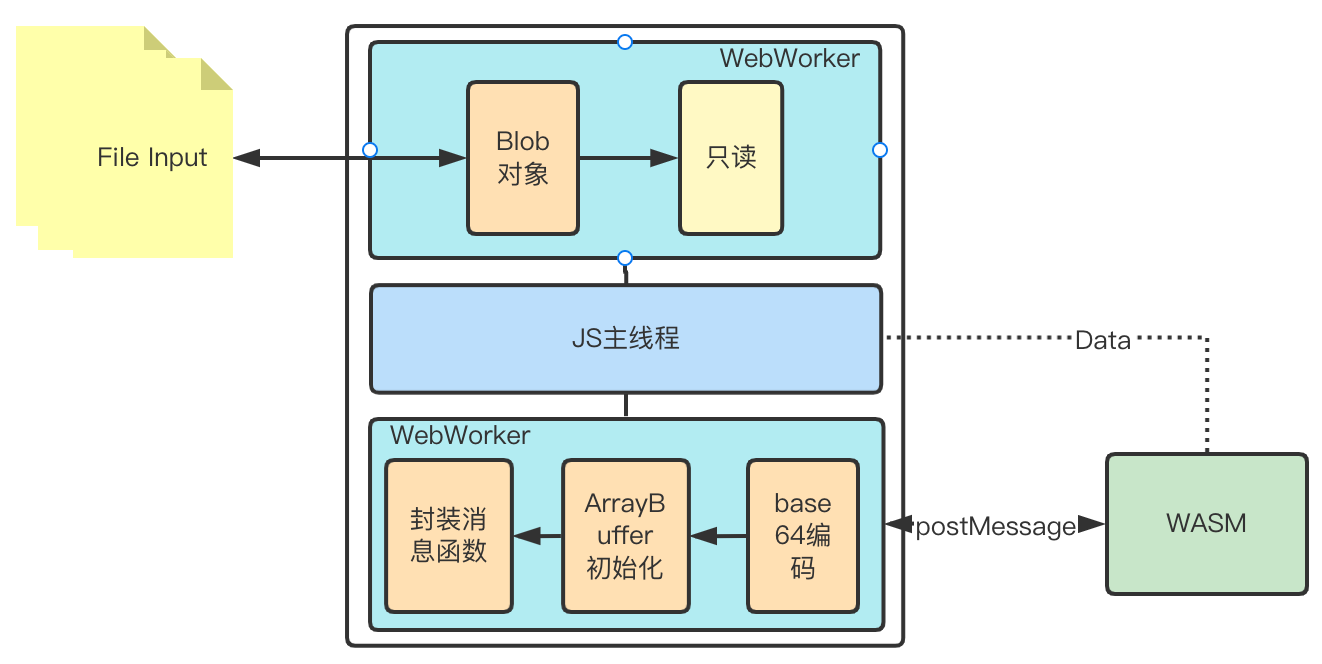 WebWorker
File Input
Blob
对象
只读
JS主线程
Data
WebWorker
封装消
息函数
ArrayB
uffer
初始化
base
64编
码
postMessage
WASM